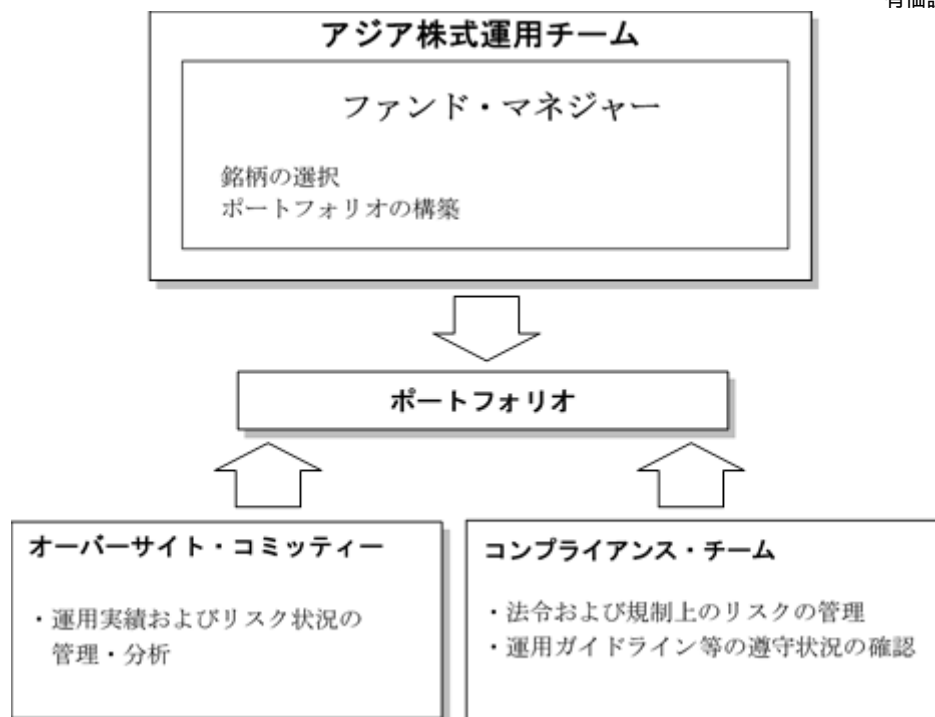 アジア株式運用チーム
ファンド・マネジャー
銘柄の選択
ポートフォリオの構築
ポートフォリオ
オーバーサイト・コミッティー
・運用実績およびリスク状況の
管理・分析
コンプライアンス・チーム
・法令および規制上のリスクの管理
・運用ガイドライン等の遵守状況の確認